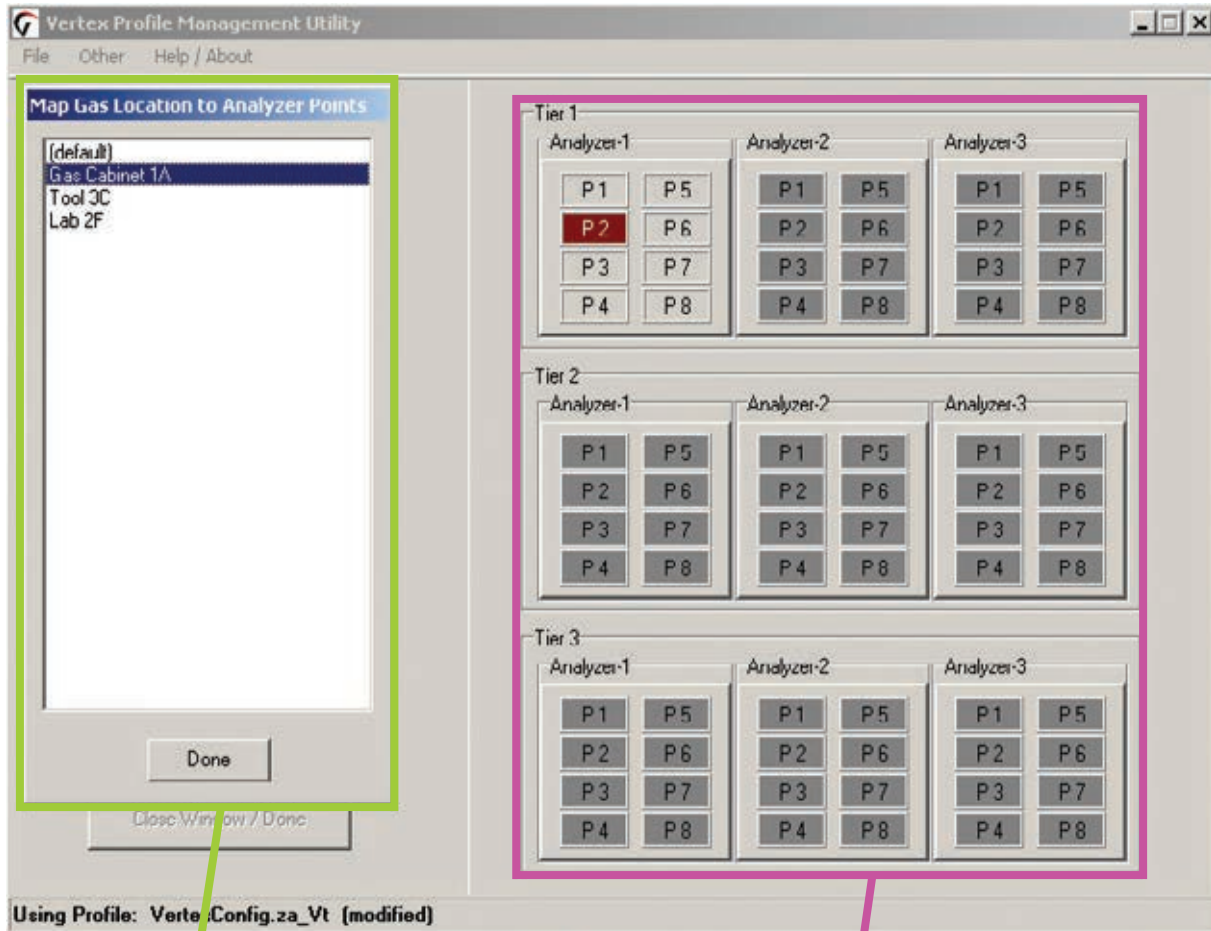 Vertex Profile Management Utility
File Other Help / About
Map Gas Location to Analyzer Points
(default)
Gas Cabinet 1A
Tool 3C
Lab 2F
Done
Close Window / Done
Tier 1
Analyzer-1 Analyzer-2 Analyzer-3
P1 P5 P1 P5 P1 P5
P2 P6 P2 P6 P2 P6
P3 P7 P3 P7 P3 P7
P4 P8 P4 P8 P4 P8
Tier 2
Analyzer-1 Analyzer-2 Analyzer-3
P1 P5 P1 P5 P1 P5
P2 P6 P2 P6 P2 P6
P3 P7 P3 P7 P3 P7
P4 P8 P4 P8 P4 P8
Tier 3
Analyzer-1 Analyzer-2 Analyzer-3
P1 P5 P1 P5 P1 P5
P2 P6 P2 P6 P2 P6
P3 P7 P3 P7 P3 P7
P4 P8 P4 P8 P4 P8
Using Profile: VertexConfig.za_Vt (modified)